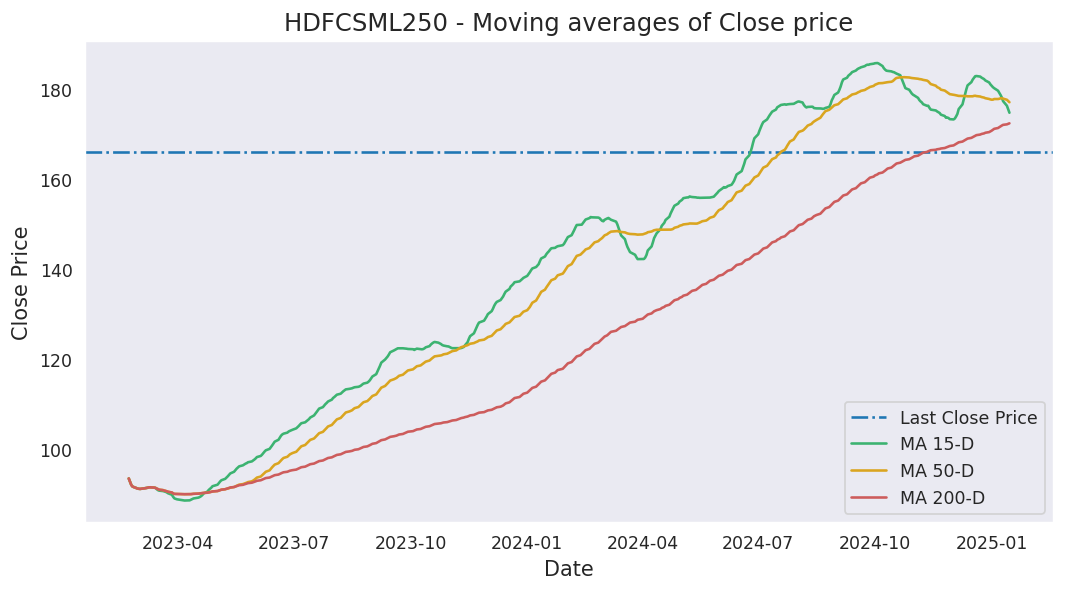 HDFCSML250 - Moving averages of Close price
Close Price
180
160
140
120
100
Last Close Price
MA 15-D
MA 50-D
MA 200-D
2023-04 2023-07 2023-10 2024-01 2024-04 2024-07 2024-10 2025-01
Date